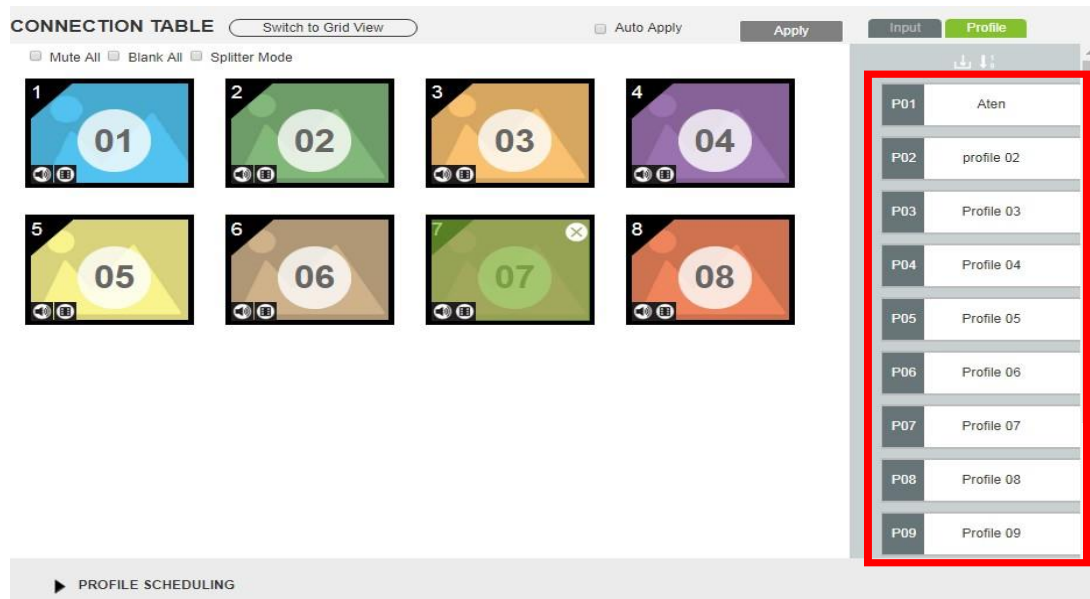 CONNECTION TABLE Switch to Grid View Auto Apply Apply Input Profile
Mute All Blank All Splitter Mode
1 01
2 02
3 03
4 04
5 05
6 06
7 07
8 08
P01 Aten
P02 profile 02
P03 Profile 03
P04 Profile 04
P05 Profile 05
P06 Profile 06
P07 Profile 07
P08 Profile 08
P09 Profile 09
PROFILE SCHEDULING